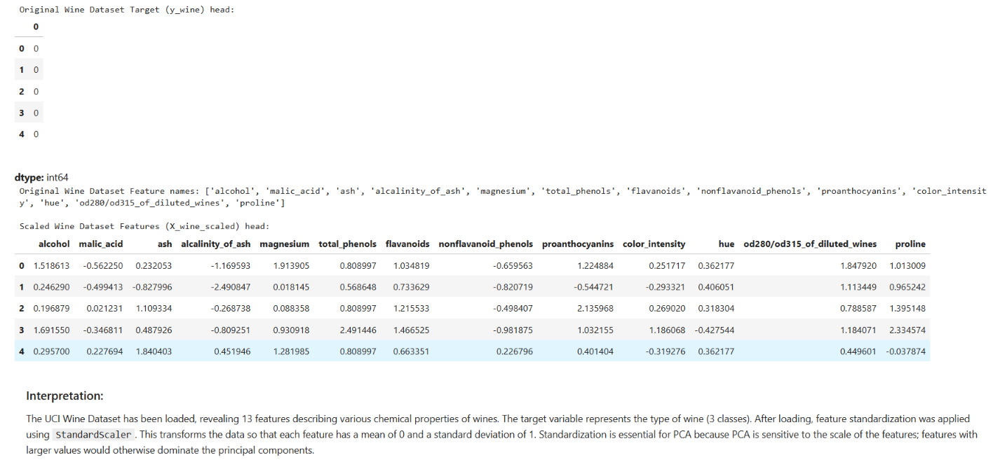 Original Wine Dataset Target (y_wine) head:
0
0 0
1 0
2 0
3 0
4 0
dtype: int64
Original Wine Dataset Feature names: ['alcohol', 'malic_acid', 'ash', 'alcalinity_of_ash', 'magnesium', 'total_phenols', 'flavanoids', 'nonflavanoid_phenols', 'proanthocyanins', 'color_intensit
y', 'hue', 'od280/od315_of_diluted_wines', 'proline']
Scaled Wine Dataset Features (X_wine_scaled) head:
alcohol malic_acid ash alcalinity_of_ash magnesium total_phenols flavanoids nonflavanoid_phenols proanthocyanins color_intensity hue od280/od315_of_diluted_wines proline
0 1.518613 -0.562250 0.232053 -1.169593 1.913905 0.808997 1.034819 -0.659563 1.224884 0.251717 0.362177 1.847920 1.013009
1 0.246290 -0.499413 -0.827996 -2.490847 0.018145 0.568648 0.733629 -0.820719 -0.544721 -0.293321 0.406051 1.113449 0.965242
2 0.196879 0.021231 1.109334 -0.268738 0.088358 0.808997 1.215533 -0.498407 2.135968 0.269020 0.318304 0.788587 1.395148
3 1.691550 -0.346811 0.487926 -0.809251 0.930918 2.491446 1.466525 -0.981875 1.032155 1.186068 -0.427544 1.184071 2.334574
4 0.295700 0.227694 1.840403 0.451946 1.281985 0.808997 0.663351 0.226796 0.401404 -0.319276 0.362177 0.449601 -0.037874
Interpretation:
The UCI Wine Dataset has been loaded, revealing 13 features describing various chemical properties of wines. The target variable represents the type of wine (3 classes). After loading, feature standardization was applied
using StandardScaler . This transforms the data so that each feature has a mean of 0 and a standard deviation of 1. Standardization is essential for PCA because PCA is sensitive to the scale of the features; features with
larger values would otherwise dominate the principal components.